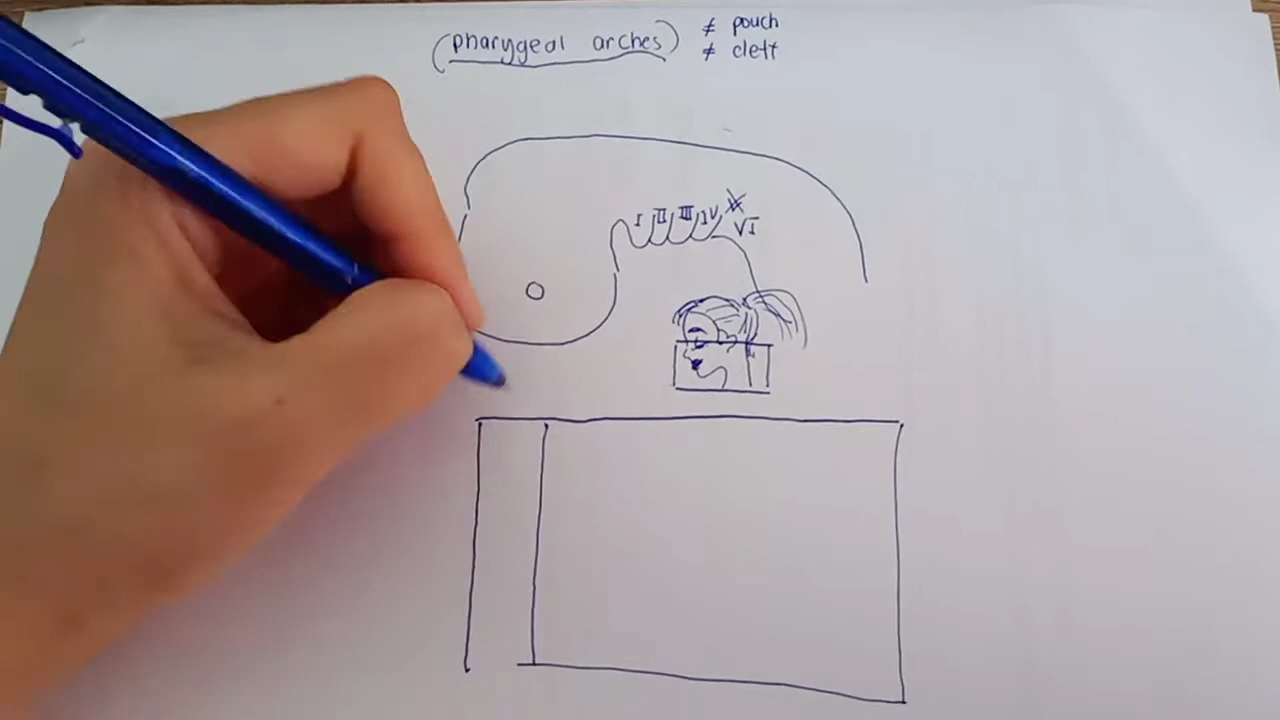 (pharygeal arches) ≠ pouch
≠ cleft
I II III IV V
VI